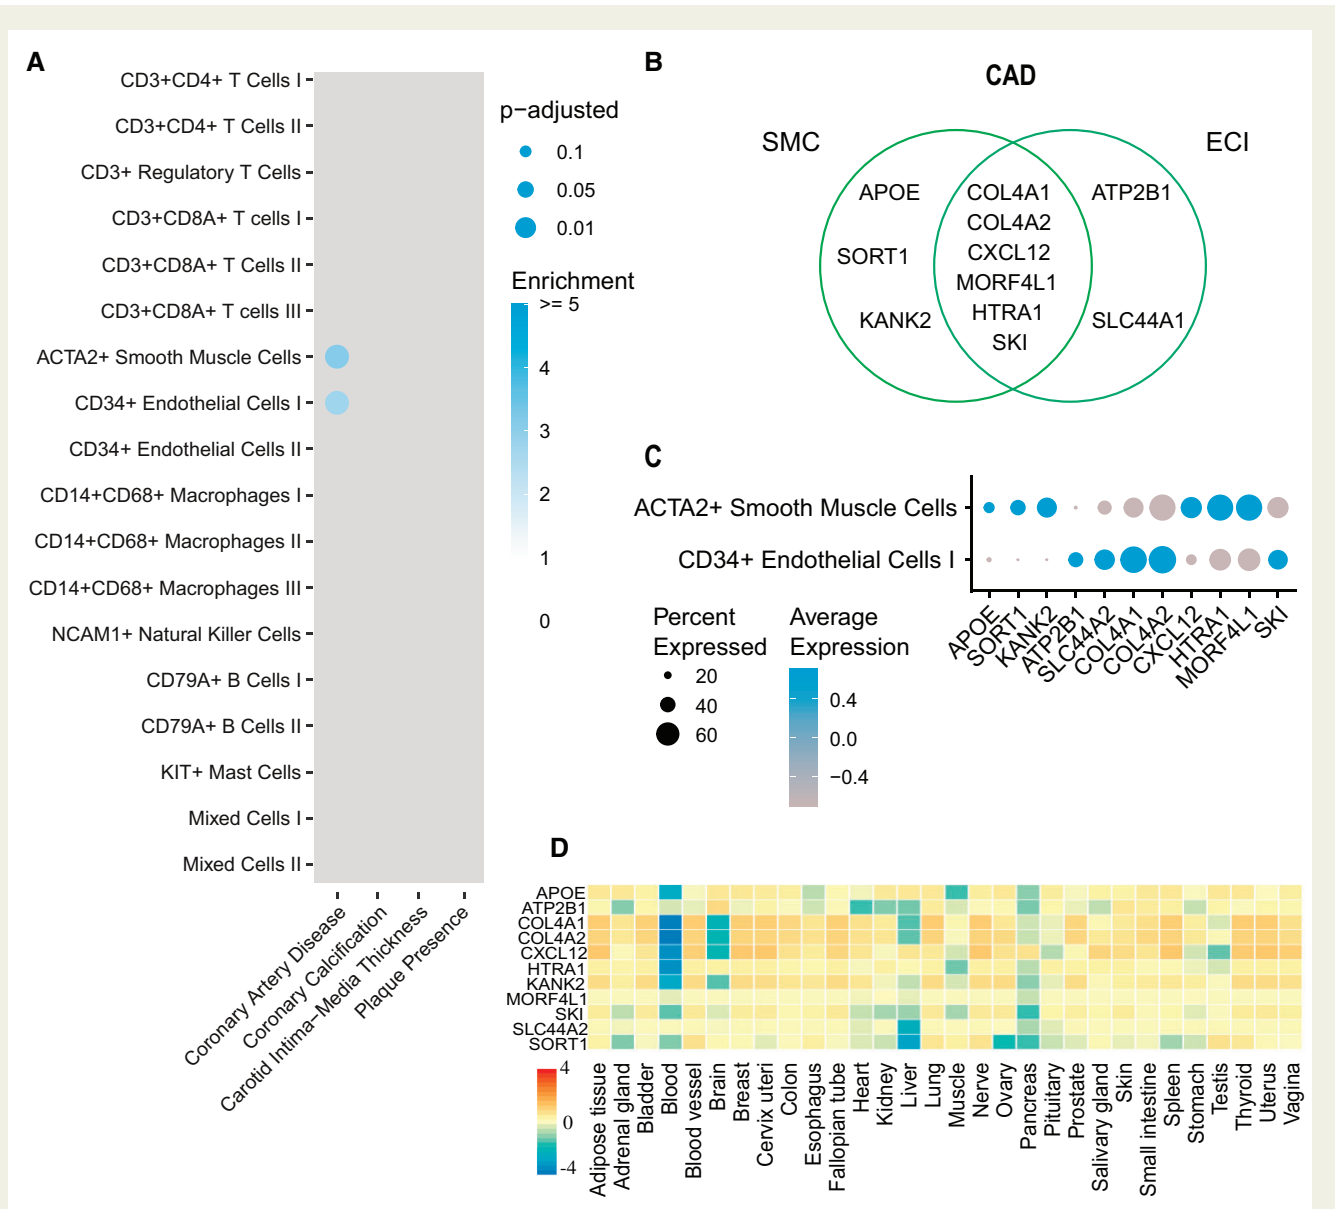 A
CD3+CD4+ T Cells I
CD3+CD4+ T Cells II
CD3+ Regulatory T Cells
CD3+CD8A+ T cells I
CD3+CD8A+ T Cells II
CD3+CD8A+ T cells III
ACTA2+ Smooth Muscle Cells
CD34+ Endothelial Cells I
CD34+ Endothelial Cells II
CD14+CD68+ Macrophages I
CD14+CD68+ Macrophages II
CD14+CD68+ Macrophages III
NCAM1+ Natural Killer Cells
CD79A+ B Cells I
CD79A+ B Cells II
KIT+ Mast Cells
Mixed Cells I
Mixed Cells II
Coronary Artery Disease
Coronary Calcification
Carotid Intima−Media Thickness
Plaque Presence
p−adjusted
0.1
0.05
0.01
Enrichment
>= 5
4
3
2
1
0
B
CAD
SMC
ECI
APOE
SORT1
KANK2
COL4A1
COL4A2
CXCL12
MORF4L1
HTRA1
SKI
ATP2B1
SLC44A1
C
ACTA2+ Smooth Muscle Cells
CD34+ Endothelial Cells I
APOE
SORT1
KANK2
ATP2B1
SLC44A2
COL4A1
COL4A2
CXCL12
HTRA1
MORF4L1
SKI
Percent
Expressed
20
40
60
Average
Expression
0.4
0.0
−0.4
D
APOE
ATP2B1
COL4A1
COL4A2
CXCL12
HTRA1
KANK2
MORF4L1
SKI
SLC44A2
SORT1
4
0
-4
Adipose tissue
Adrenal gland
Bladder
Blood
Blood vessel
Brain
Breast
Cervix uteri
Colon
Esophagus
Fallopian tube
Heart
Kidney
Liver
Lung
Muscle
Nerve
Ovary
Pancreas
Pituitary
Prostate
Salivary gland
Skin
Small intestine
Spleen
Stomach
Testis
Thyroid
Uterus
Vagina